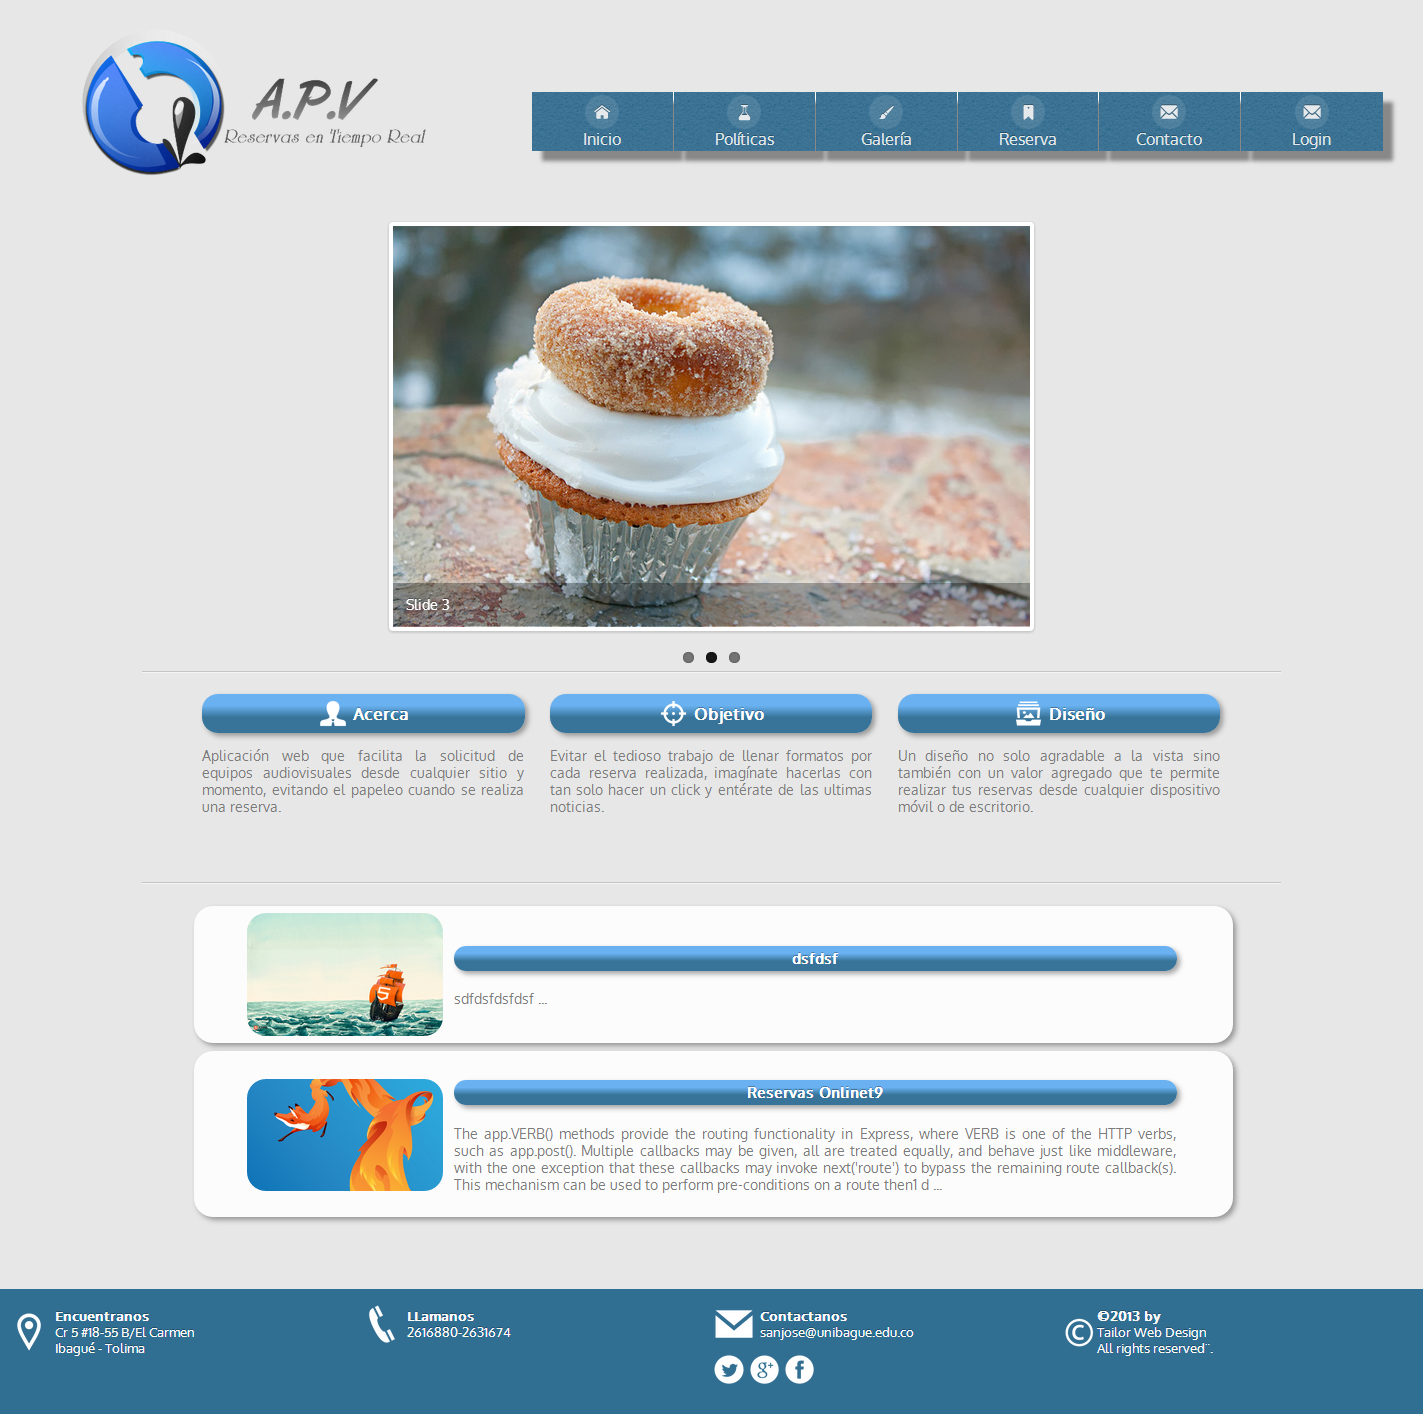 A.P.V
Reservas en Tiempo Real
Inicio
Políticas
Galería
Reserva
Contacto
Login
Slide 3
Acerca
Objetivo
Diseño
Aplicación web que facilita la solicitud de
equipos audiovisuales desde cualquier sitio y
momento, evitando el papeleo cuando se realiza
una reserva.
Evitar el tedioso trabajo de llenar formatos por
cada reserva realizada, imagínate hacerlas con
tan solo hacer un click y entérate de las ultimas
noticias.
Un diseño no solo agradable a la vista sino
también con un valor agregado que te permite
realizar tus reservas desde cualquier dispositivo
móvil o de escritorio.
dsfdsf
sdfdsfdsfdsf ...
Reservas Onlinet9
The app.VERB() methods provide the routing functionality in Express, where VERB is one of the HTTP verbs,
such as app.post(). Multiple callbacks may be given, all are treated equally, and behave just like middleware,
with the one exception that these callbacks may invoke next('route') to bypass the remaining route callback(s).
This mechanism can be used to perform pre-conditions on a route then1 d ...
Encuentranos
Cr 5 #18-55 B/El Carmen
Ibagué - Tolima
LLamanos
2616880-2631674
Contactanos
sanjose@unibague.edu.co
©2013 by
Tailor Web Design
All rights reserved¨.